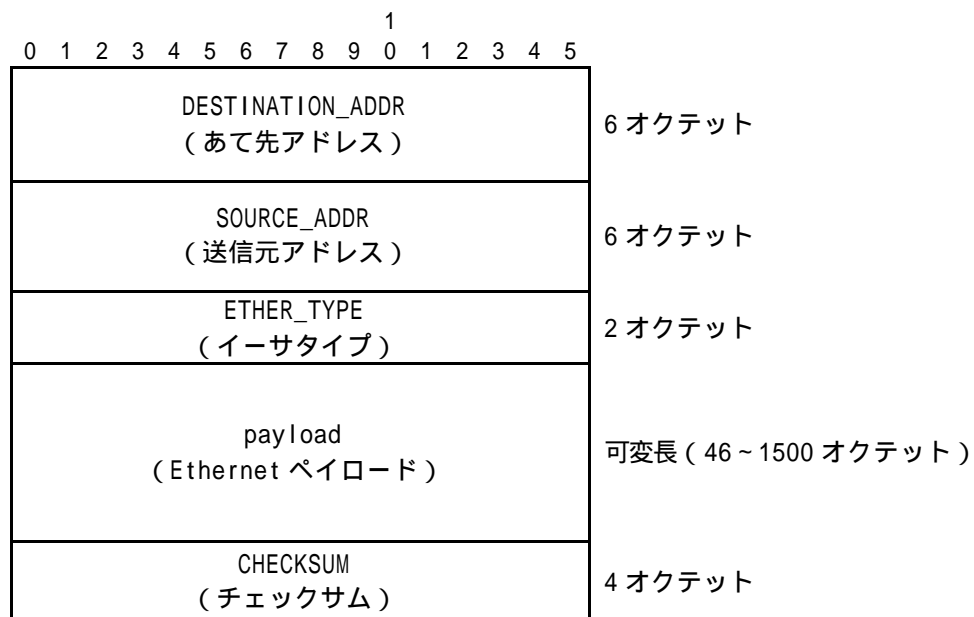 1
0 1 2 3 4 5 6 7 8 9 0 1 2 3 4 5
DESTINATION_ADDR
(あて先アドレス)
6 オクテット
SOURCE_ADDR
(送信元アドレス)
6 オクテット
ETHER_TYPE
(イーサタイプ)
2 オクテット
payload
(Ethernet ペイロード)
可変長(46~1500 オクテット)
CHECKSUM
(チェックサム)
4 オクテット